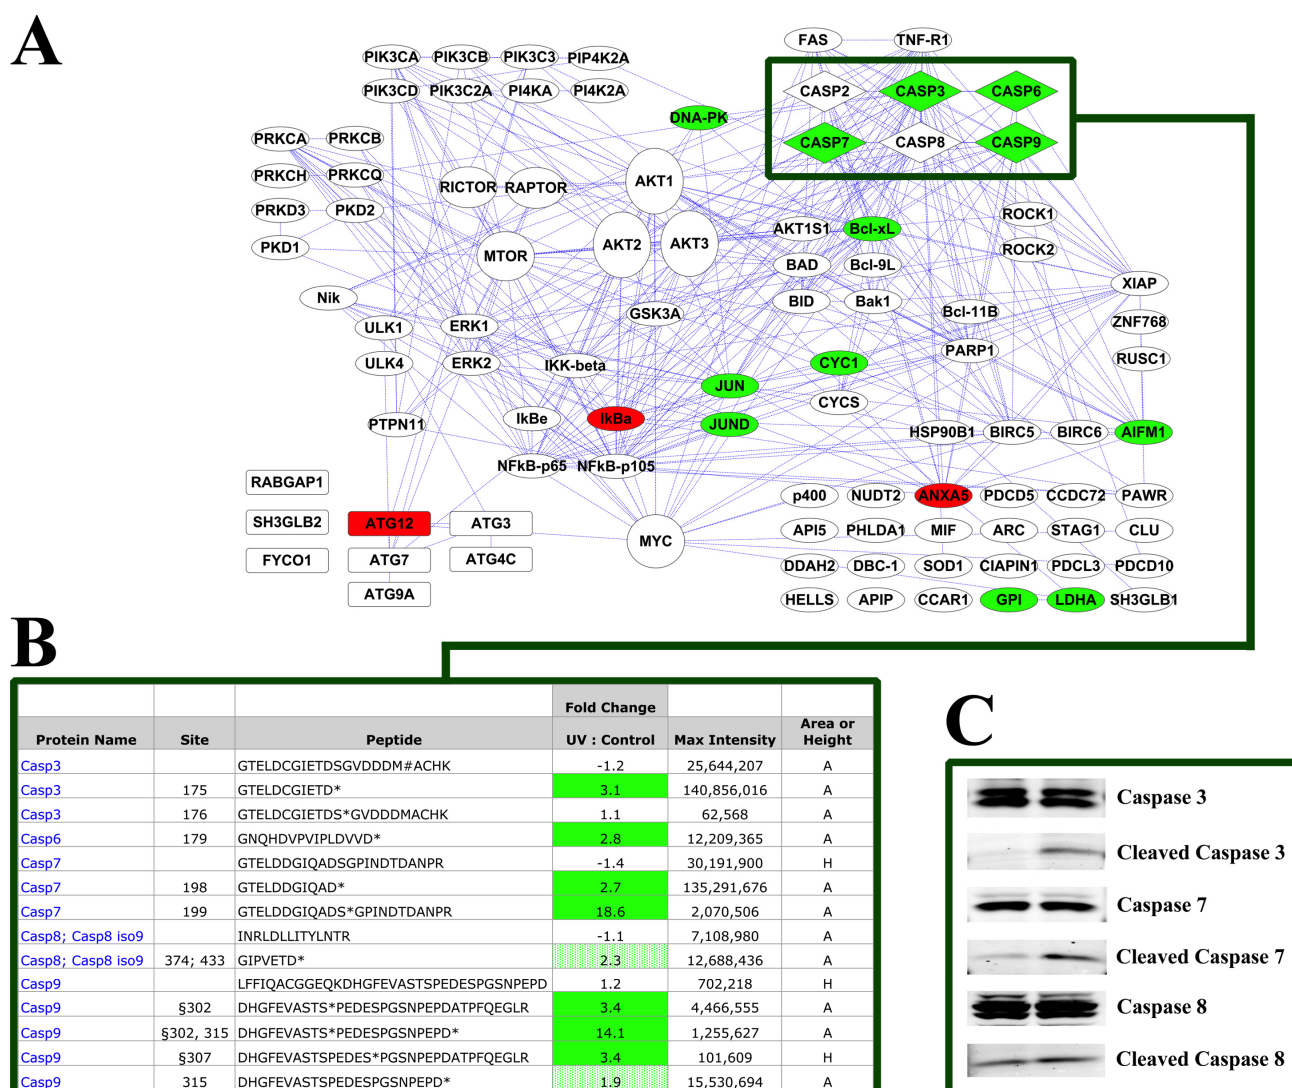 A
FAS TNF-R1
PIK3CA PIK3CB PIK3C3 PIP4K2A
PIK3CD PIK3C2A PI4KA PI4K2A
CASP2 CASP3 CASP6
DNA-PK
PRKCA PRKCB
CASP7 CASP8 CASP9
PRKCH PRKCQ
RICTOR RAPTOR AKT1
PRKD3 PKD2
ROCK1
AKT1S1 Bcl-xL
PKD1
MTOR AKT2 AKT3
ROCK2
BAD Bcl-9L
XIAP
Nik
BID Bak1
GSK3A
Bcl-11B
ULK1 ERK1
ZNF768
PARP1
RUSC1
ULK4 ERK2 IKK-beta
CYC1
JUN
CYCS
PTPN11 IkBe IkBa JUND
HSP90B1 BIRC5 BIRC6 AIFM1
NFkB-p65 NFkB-p105
RABGAP1
p400 NUDT2 ANXA5 PDCD5 CCDC72 PAWR
SH3GLB2 ATG12 ATG3
API5 PHLDA1 MIF ARC STAG1 CLU
MYC
FYCO1 ATG7 ATG4C
DDAH2 DBC-1 SOD1 CIAPIN1 PDCL3 PDCD10
ATG9A
HELLS APIP CCAR1 GPI LDHA SH3GLB1
B
Fold Change
Protein Name Site Peptide UV : Control Max Intensity Area or Height
Casp3 GTELDCGIETDSGVDDDM#ACHK -1.2 25,644,207 A
Casp3 175 GTELDCGIETD* 3.1 140,856,016 A
Casp3 176 GTELDCGIETDS*GVDDDMACHK 1.1 62,568 A
Casp6 179 GNQHDVPVIPLDVVD* 2.8 12,209,365 A
Casp7 GTELDDGIQADSGPINDTDANPR -1.4 30,191,900 H
Casp7 198 GTELDDGIQAD* 2.7 135,291,676 A
Casp7 199 GTELDDGIQADS*GPINDTDANPR 18.6 2,070,506 A
Casp8; Casp8 iso9 INRLDLLITYLNTR -1.1 7,108,980 A
Casp8; Casp8 iso9 374; 433 GIPVETD* 2.3 12,688,436 A
Casp9 LFFIQACGGEQKDHGFEVASTSPEDESPGSNPEPD 1.2 702,218 H
Casp9 §302 DHGFEVASTS*PEDESPGSNPEPDATPFQEGLR 3.4 4,466,555 A
Casp9 §302, 315 DHGFEVASTS*PEDESPGSNPEPD* 14.1 1,255,627 A
Casp9 §307 DHGFEVASTSPEDES*PGSNPEPDATPFQEGLR 3.4 101,609 H
Casp9 315 DHGFEVASTSPEDESPGSNPEPD* 1.9 15,530,694 A
C
Caspase 3
Cleaved Caspase 3
Caspase 7
Cleaved Caspase 7
Caspase 8
Cleaved Caspase 8